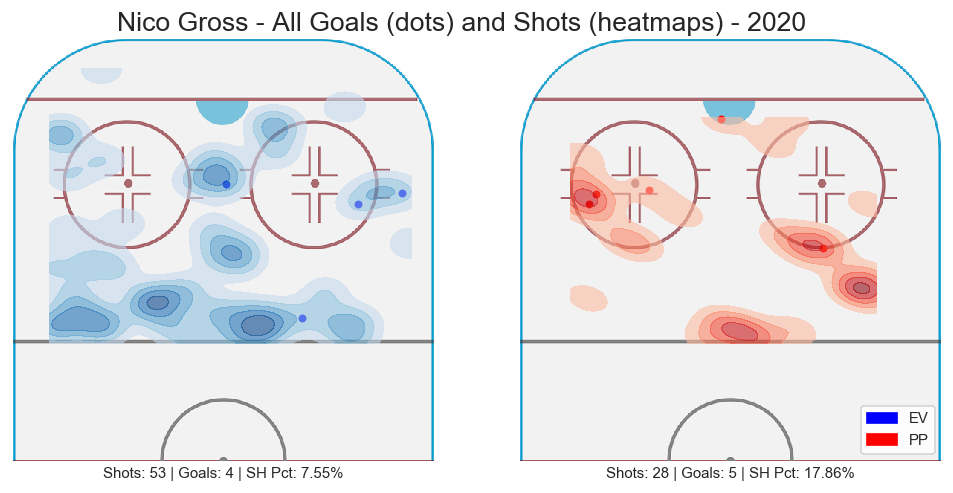 Nico Gross - All Goals (dots) and Shots (heatmaps) - 2020
EV
PP
Shots: 53 | Goals: 4 | SH Pct: 7.55%
Shots: 28 | Goals: 5 | SH Pct: 17.86%